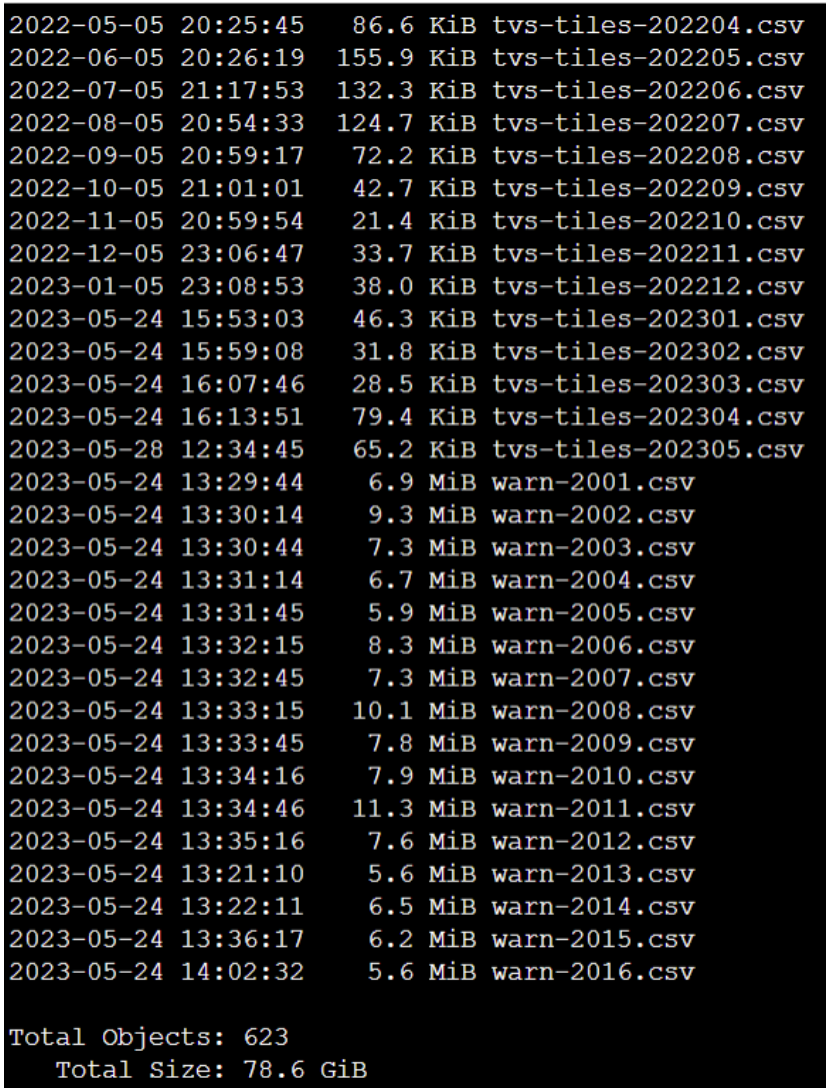 2022-05-05 20:25:45   86.6 KiB tvs-tiles-202204.csv
2022-06-05 20:26:19  155.9 KiB tvs-tiles-202205.csv
2022-07-05 21:17:53  132.3 KiB tvs-tiles-202206.csv
2022-08-05 20:54:33  124.7 KiB tvs-tiles-202207.csv
2022-09-05 20:59:17   72.2 KiB tvs-tiles-202208.csv
2022-10-05 21:01:01   42.7 KiB tvs-tiles-202209.csv
2022-11-05 20:59:54   21.4 KiB tvs-tiles-202210.csv
2022-12-05 23:06:47   33.7 KiB tvs-tiles-202211.csv
2023-01-05 23:08:53   38.0 KiB tvs-tiles-202212.csv
2023-05-24 15:53:03   46.3 KiB tvs-tiles-202301.csv
2023-05-24 15:59:08   31.8 KiB tvs-tiles-202302.csv
2023-05-24 16:07:46   28.5 KiB tvs-tiles-202303.csv
2023-05-24 16:13:51   79.4 KiB tvs-tiles-202304.csv
2023-05-28 12:34:45   65.2 KiB tvs-tiles-202305.csv
2023-05-24 13:29:44    6.9 MiB warn-2001.csv
2023-05-24 13:30:14    9.3 MiB warn-2002.csv
2023-05-24 13:30:44    7.3 MiB warn-2003.csv
2023-05-24 13:31:14    6.7 MiB warn-2004.csv
2023-05-24 13:31:45    5.9 MiB warn-2005.csv
2023-05-24 13:32:15    8.3 MiB warn-2006.csv
2023-05-24 13:32:45    7.3 MiB warn-2007.csv
2023-05-24 13:33:15   10.1 MiB warn-2008.csv
2023-05-24 13:33:45    7.8 MiB warn-2009.csv
2023-05-24 13:34:16    7.9 MiB warn-2010.csv
2023-05-24 13:34:46   11.3 MiB warn-2011.csv
2023-05-24 13:35:16    7.6 MiB warn-2012.csv
2023-05-24 13:21:10    5.6 MiB warn-2013.csv
2023-05-24 13:22:11    6.5 MiB warn-2014.csv
2023-05-24 13:36:17    6.2 MiB warn-2015.csv
2023-05-24 14:02:32    5.6 MiB warn-2016.csv
Total Objects: 623
   Total Size: 78.6 GiB